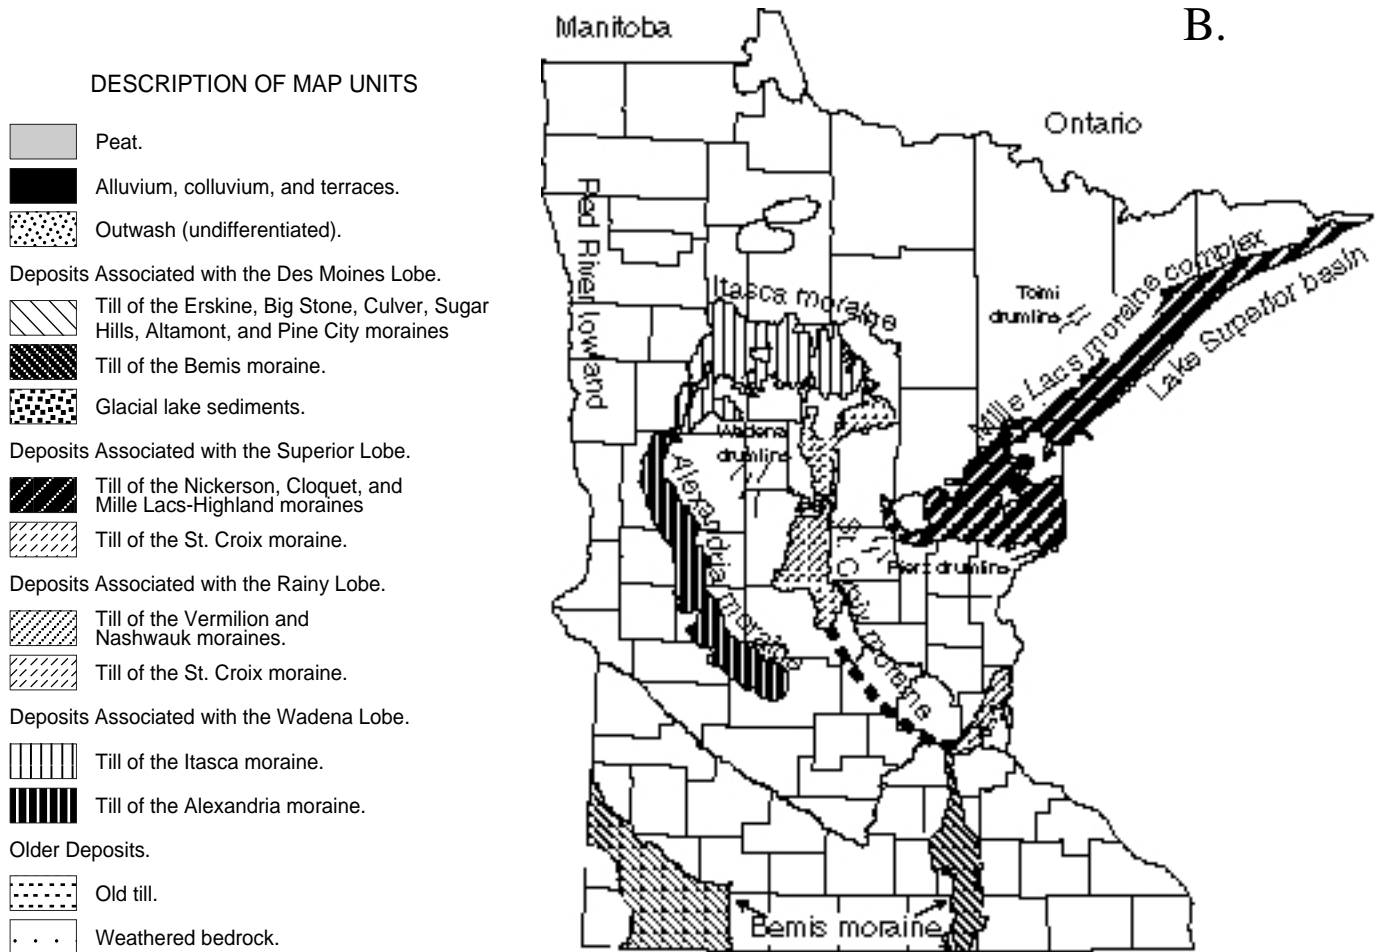 B.
DESCRIPTION OF MAP UNITS
Peat.
Alluvium, colluvium, and terraces.
Outwash (undifferentiated).
Deposits Associated with the Des Moines Lobe.
Till of the Erskine, Big Stone, Culver, Sugar
Hills, Altamont, and Pine City moraines
Till of the Bemis moraine.
Glacial lake sediments.
Deposits Associated with the Superior Lobe.
Till of the Nickerson, Cloquet, and
Mille Lacs-Highland moraines
Till of the St. Croix moraine.
Deposits Associated with the Rainy Lobe.
Till of the Vermilion and
Nashwauk moraines.
Till of the St. Croix moraine.
Deposits Associated with the Wadena Lobe.
Till of the Itasca moraine.
Till of the Alexandria moraine.
Older Deposits.
Old till.
Weathered bedrock.
Manitoba
Ontario
Red River lowland
Itasca moraine
Toimi
drumlins
Mille Lacs moraine complex
Lake Superior basin
Wadena
drumlins
Alexandria moraine
St. Croix moraine
Pierz drumlins
Bemis moraine